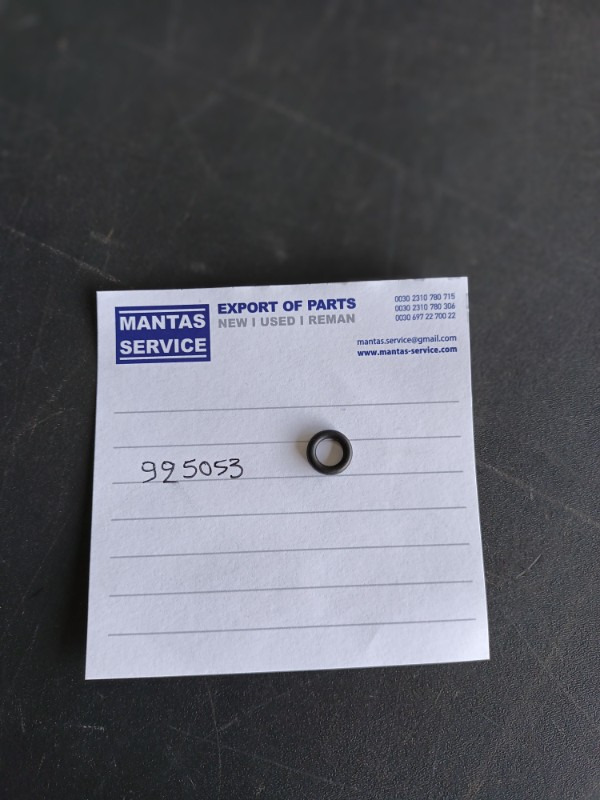 MANTAS
SERVICE
EXPORT OF PARTS
NEW I USED I REMAN
0030 2310 780 715
0030 2310 780 306
0030 697 22 700 22
mantas.service@gmail.com
www.mantas-service.com
995053